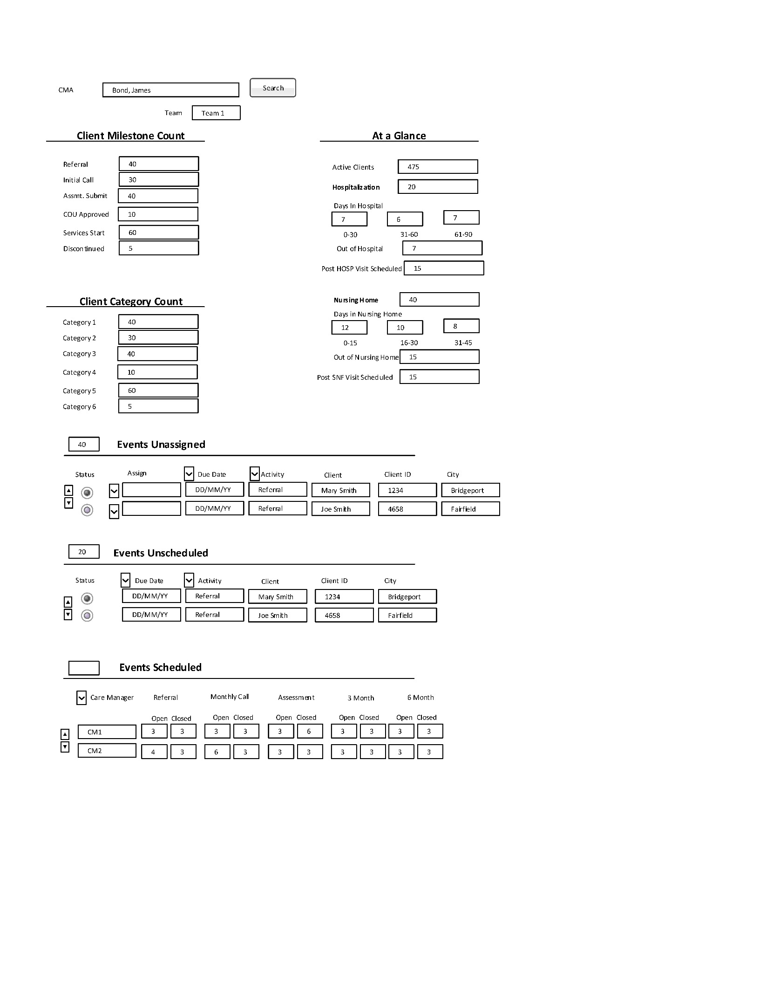 CMA Bond, James Search
Team Team 1
Client Milestone Count
Referral 40
Initial Call 30
Assmt. Submit 40
COU Approved 10
Services Start 60
Discontinued 5
At a Glance
Active Clients 475
Hospitalization 20
Days In Hospital
7 6 7
0-30 31-60 61-90
Out of Hospital 7
Post HOSP Visit Scheduled 15
Nursing Home 40
Days in Nursing Home
12 10 8
0-15 16-30 31-45
Out of Nursing Home 15
Post SNF Visit Scheduled 15
Client Category Count
Category 1 40
Category 2 30
Category 3 40
Category 4 10
Category 5 60
Category 6 5
40 Events Unassigned
Status Assign Due Date Activity Client Client ID City
DD/MM/YY Referral Mary Smith 1234 Bridgeport
DD/MM/YY Referral Joe Smith 4658 Fairfield
20 Events Unscheduled
Status Due Date Activity Client Client ID City
DD/MM/YY Referral Mary Smith 1234 Bridgeport
DD/MM/YY Referral Joe Smith 4658 Fairfield
Events Scheduled
Care Manager Referral Monthly Call Assessment 3 Month 6 Month
Open Closed Open Closed Open Closed Open Closed Open Closed
CM1 3 3 3 3 3 6 3 3 3 3
CM2 4 3 6 3 3 3 3 3 3 3